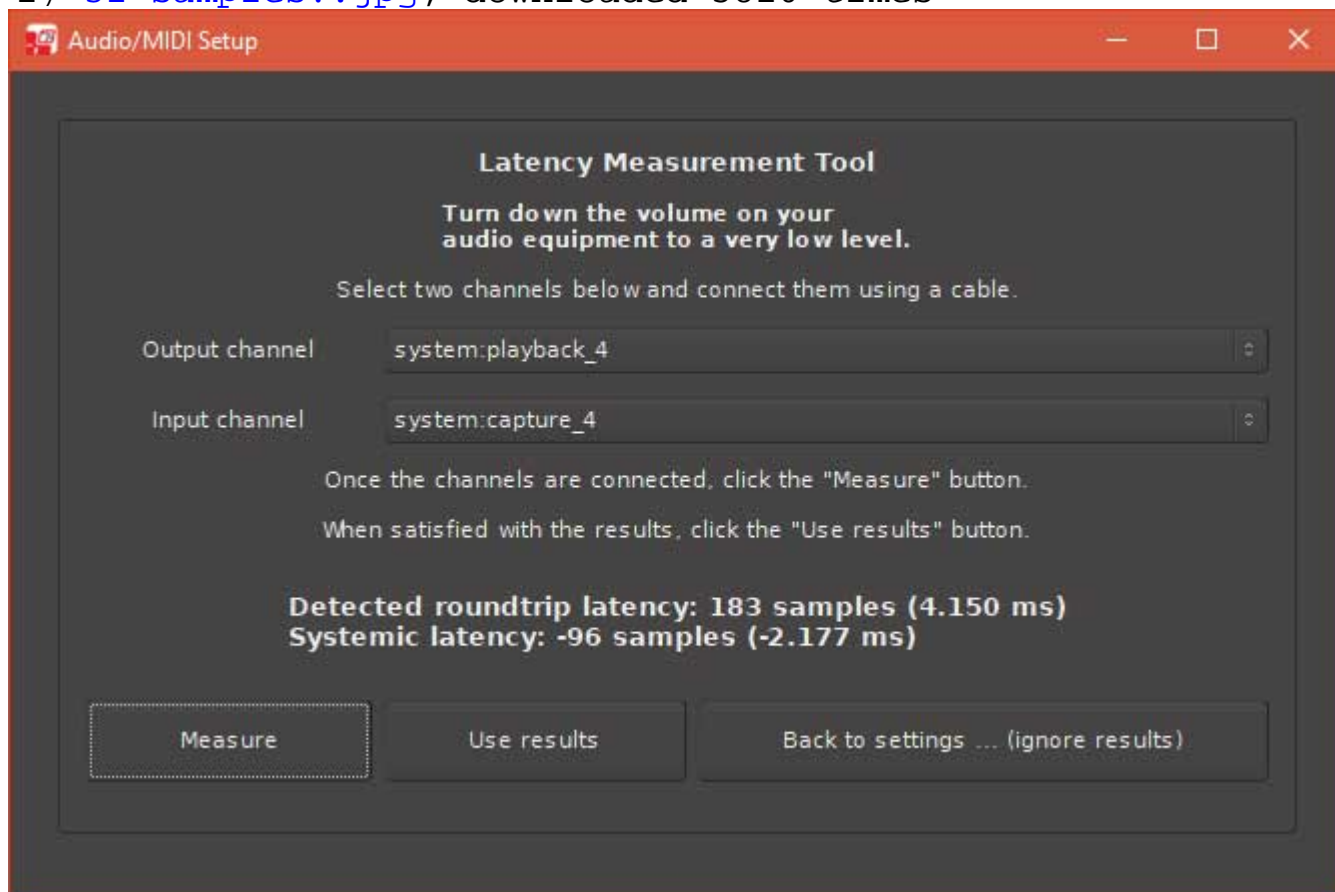 Audio/MIDI Setup
Latency Measurement Tool
Turn down the volume on your
audio equipment to a very low level.
Select two channels below and connect them using a cable.
Output channel system:playback_4
Input channel system:capture_4
Once the channels are connected, click the "Measure" button.
When satisfied with the results, click the "Use results" button.
Detected roundtrip latency: 183 samples (4.150 ms)
Systemic latency: -96 samples (-2.177 ms)
Measure Use results Back to settings ... (ignore results)